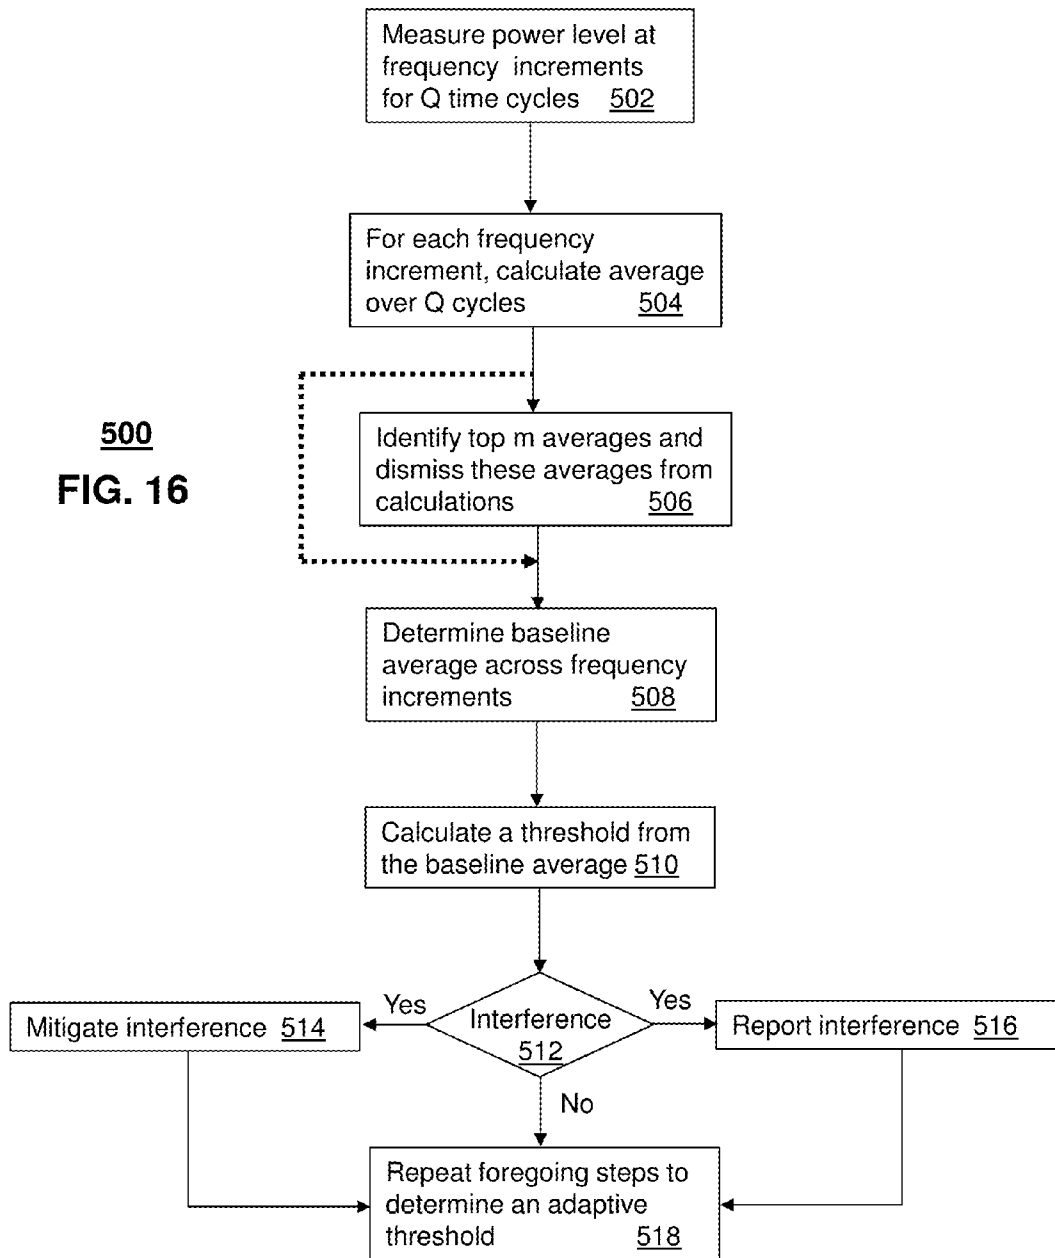 Measure power level at
frequency increments
for Q time cycles 502
For each frequency
increment, calculate average
over Q cycles 504
500
FIG. 16
Identify top m averages and
dismiss these averages from
calculations 506
Determine baseline
average across frequency
increments 508
Calculate a threshold from
the baseline average 510
Yes
Yes
Mitigate interference 514
Interference
512
Report interference 516
No
Repeat foregoing steps to
determine an adaptive
threshold 518